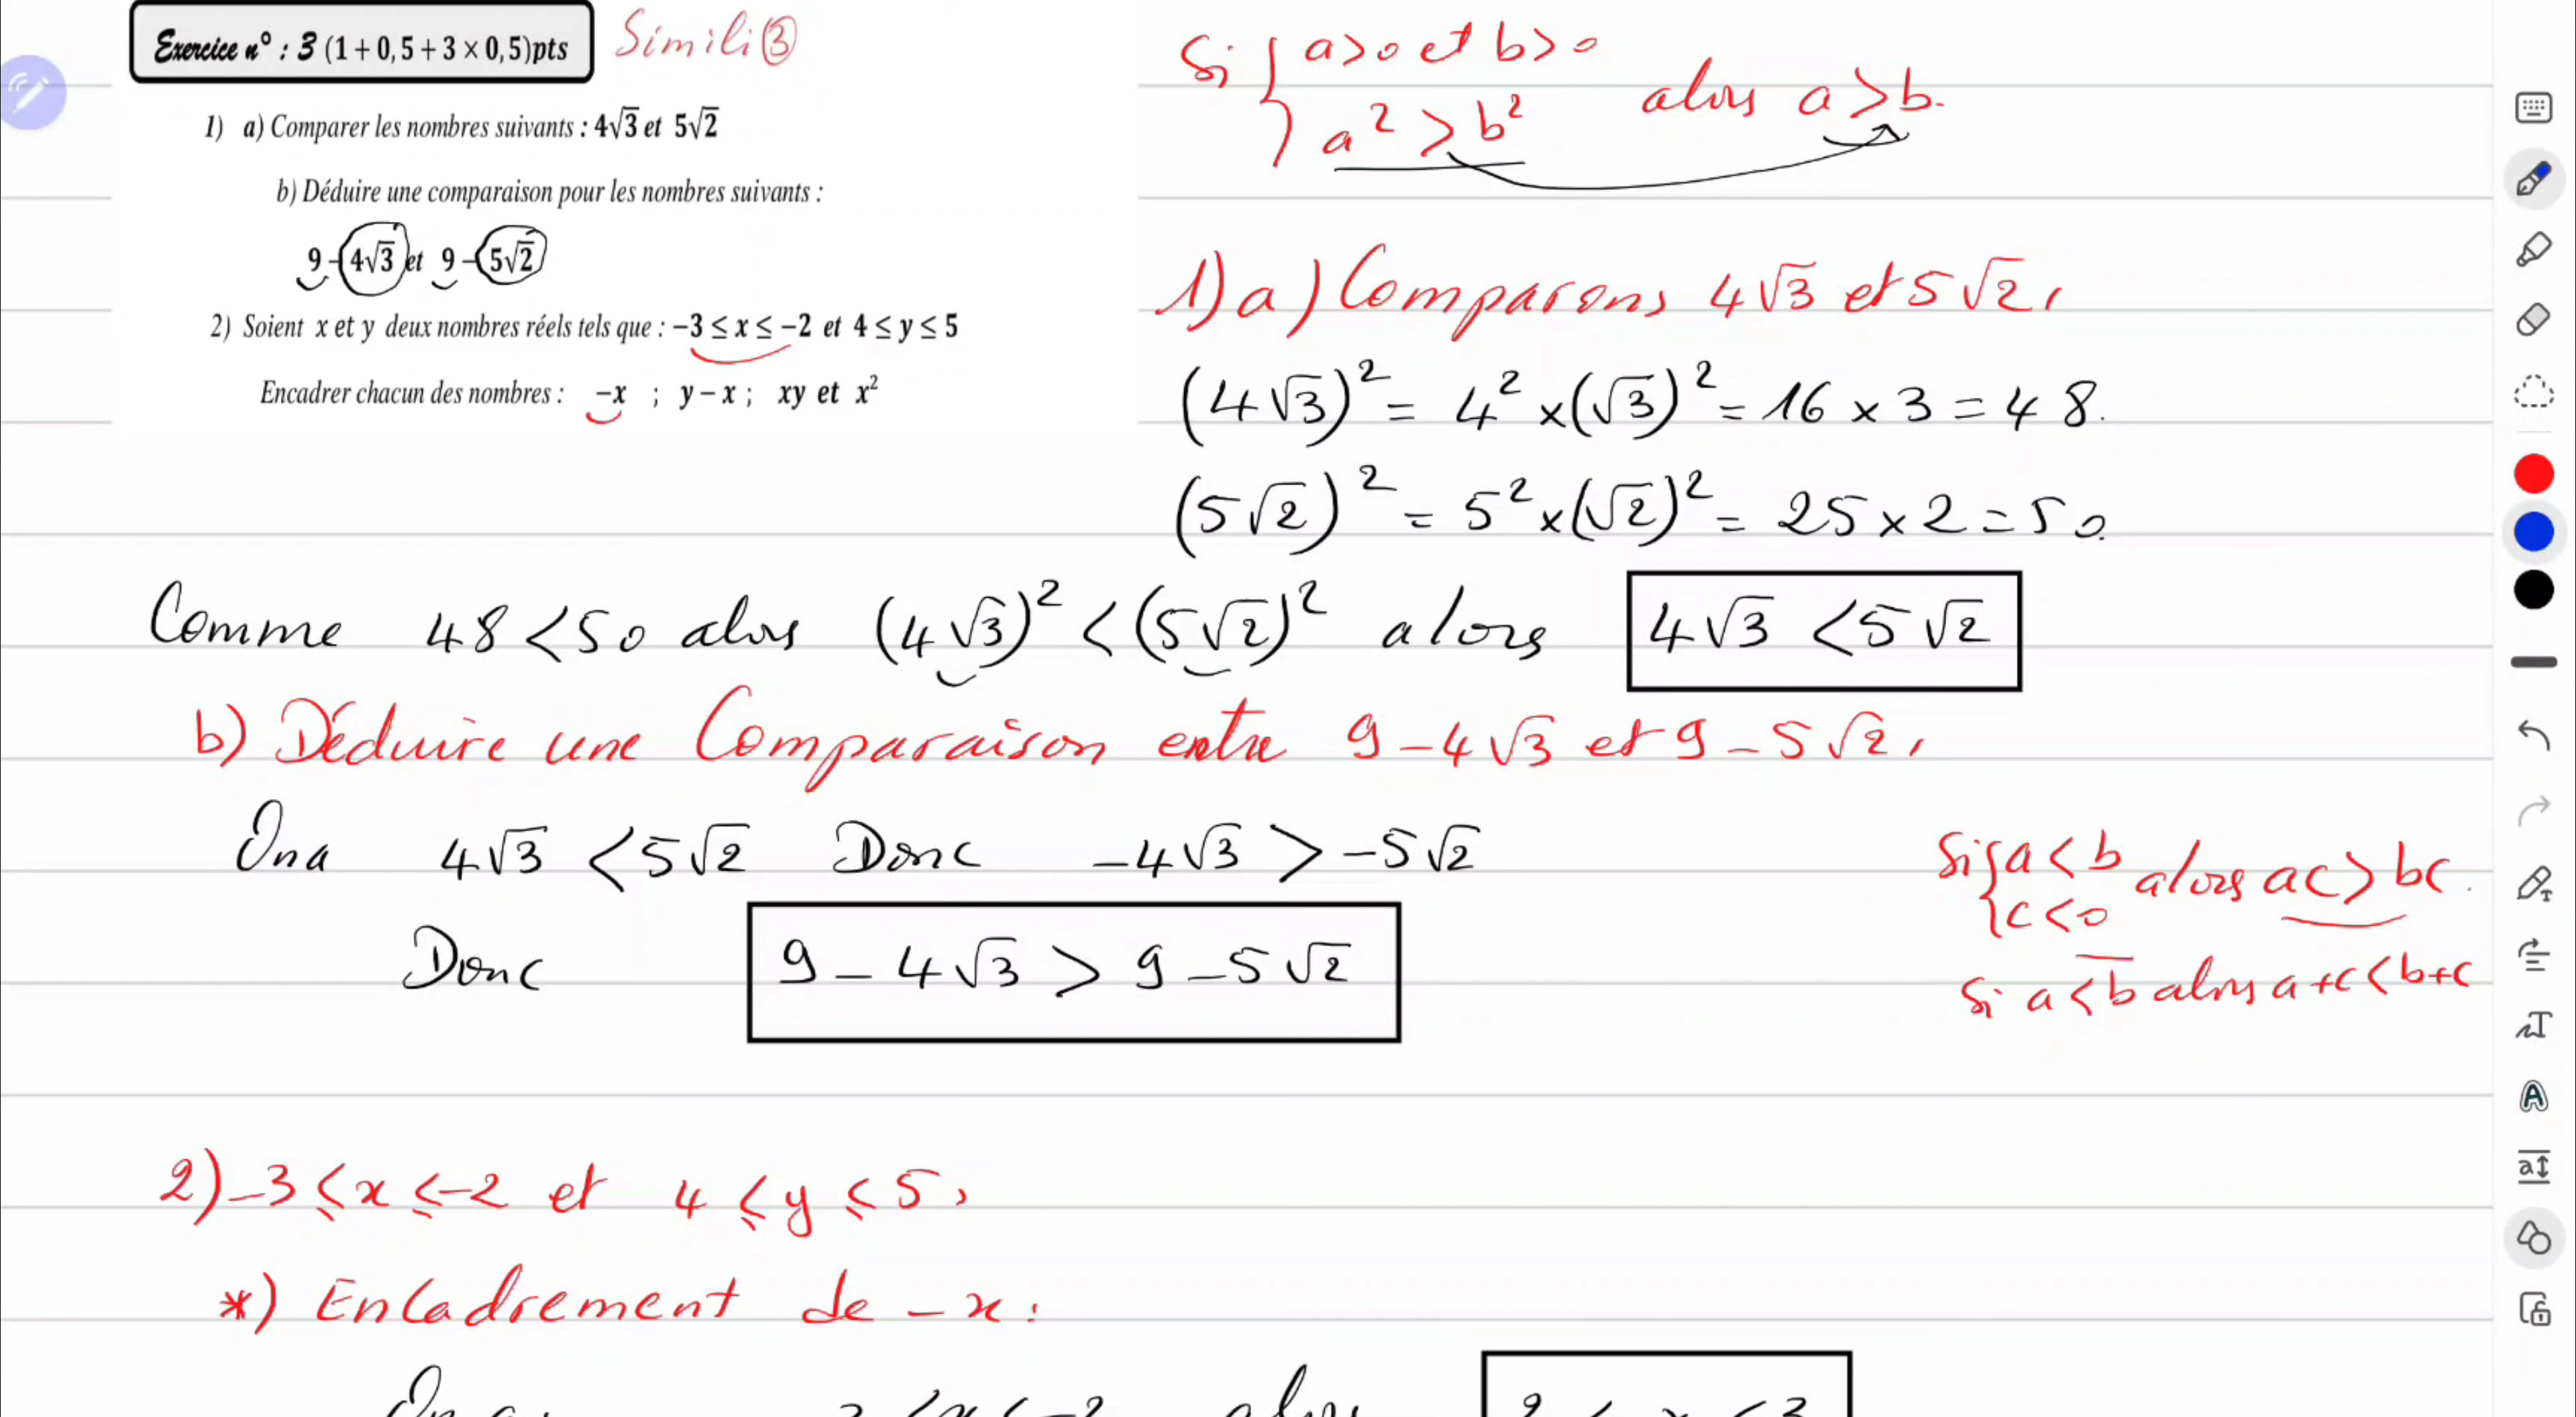 Exercice n° : 3 (1 + 0, 5 + 3 × 0, 5)pts
Simili ③
1) a) Comparer les nombres suivants : 4√3 et 5√2
b) Déduire une comparaison pour les nombres suivants :
9 - 4√3 et 9 - 5√2
2) Soient x et y deux nombres réels tels que : -3 ≤ x ≤ -2 et 4 ≤ y ≤ 5
Encadrer chacun des nombres : -x ; y - x ; xy et x²
Si { a>0 et b>0
a² > b² alors a>b.
1) a) Comparons 4√3 et 5√2,
(4√3)² = 4² × (√3)² = 16 × 3 = 48.
(5√2)² = 5² × (√2)² = 25 × 2 = 50.
Comme 48 < 50 alors (4√3)² < (5√2)² alors 4√3 < 5√2
b) Déduire une Comparaison entre 9 - 4√3 et 9 - 5√2,
On a 4√3 < 5√2 Donc -4√3 > -5√2
Donc 9 - 4√3 > 9 - 5√2
Si { a < b
c < 0 alors ac > bc.
Si a < b alors a + c < b + c
2) -3 ≤ x ≤ -2 et 4 ≤ y ≤ 5,
*) Encadrement de -x :